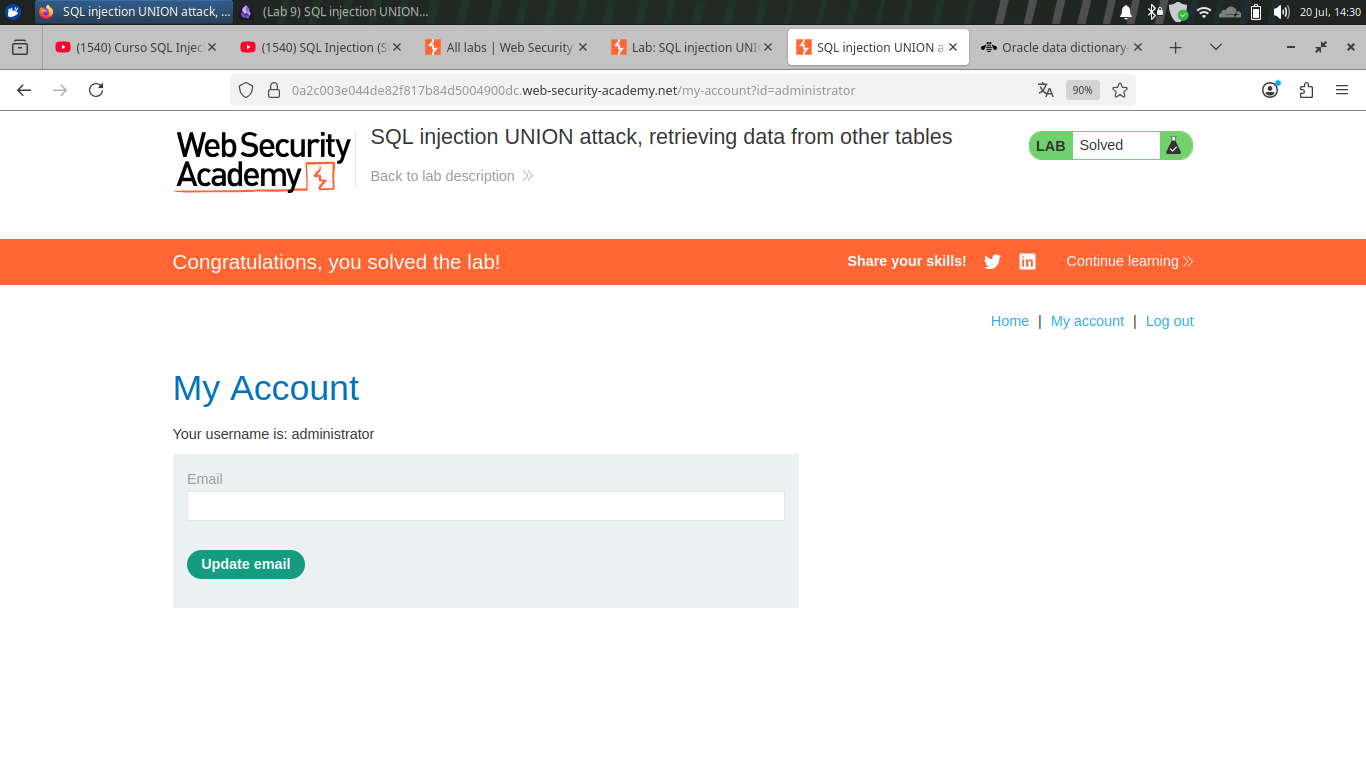 SQL injection UNION attack, ... (Lab 9) SQL injection UNION... 20 Jul, 14:30
(1540) Curso SQL Injec (1540) SQL Injection (S All labs | Web Security Lab: SQL injection UNI SQL injection UNION a Oracle data dictionary-
0a2c003e044de82f817b84d5004900dc.web-security-academy.net/my-account?id=administrator 90%
Web Security
Academy
SQL injection UNION attack, retrieving data from other tables
Back to lab description
LAB Solved
Congratulations, you solved the lab! Share your skills! Continue learning
Home | My account | Log out
My Account
Your username is: administrator
Email
Update email